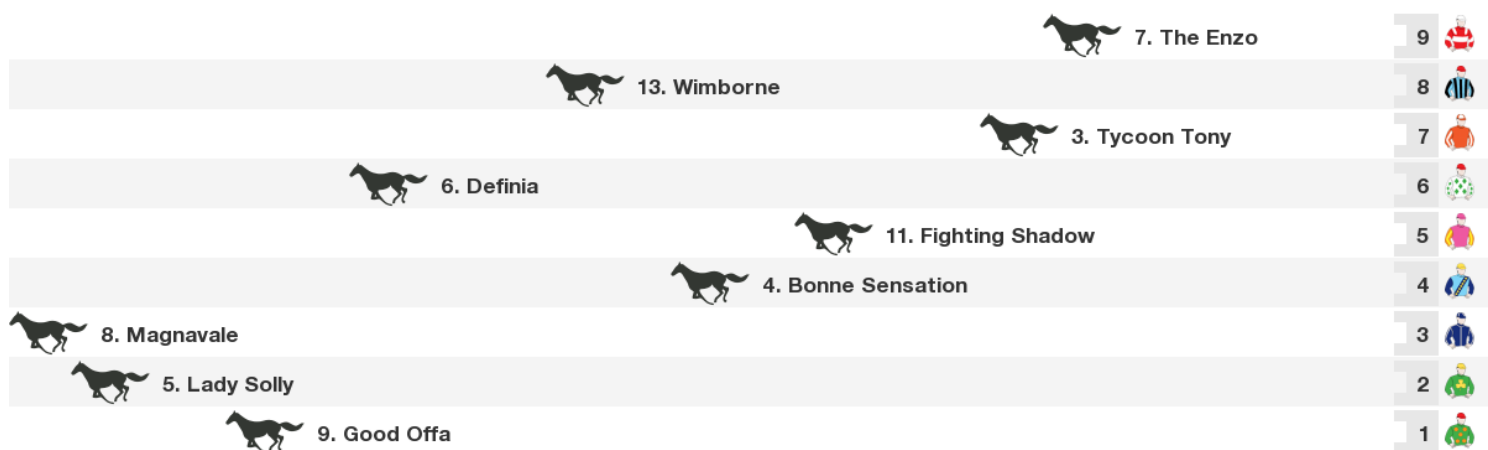 7. The Enzo 9
13. Wimborne 8
3. Tycoon Tony 7
6. Definia 6
11. Fighting Shadow 5
4. Bonne Sensation 4
8. Magnavale 3
5. Lady Solly 2
9. Good Offa 1